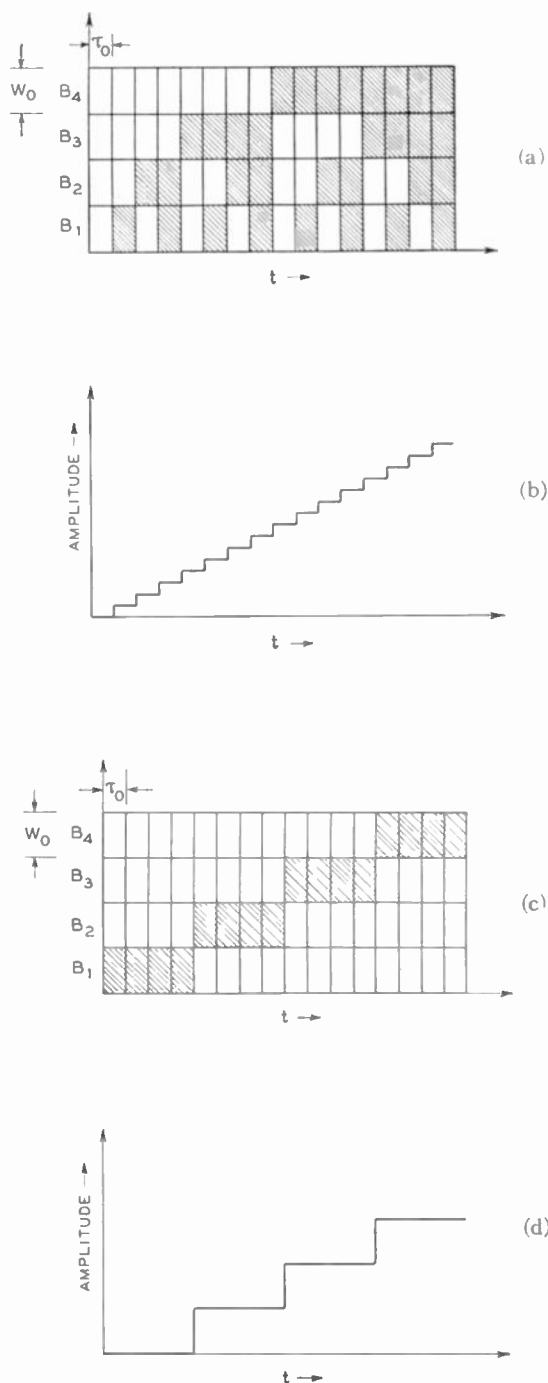 τ₀
W₀
B₄
B₃
B₂
B₁
t →
(a)
AMPLITUDE →
t →
(b)
τ₀
W₀
B₄
B₃
B₂
B₁
t →
(c)
AMPLITUDE →
t →
(d)